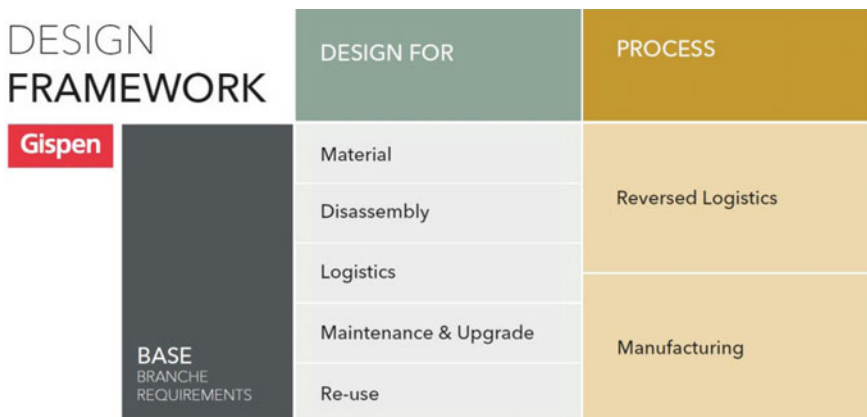 DESIGN
FRAMEWORK
Gispen
BASE
BRANCHE
REQUIREMENTS
DESIGN FOR
Material
Disassembly
Logistics
Maintenance & Upgrade
Re-use
PROCESS
Reversed Logistics
Manufacturing